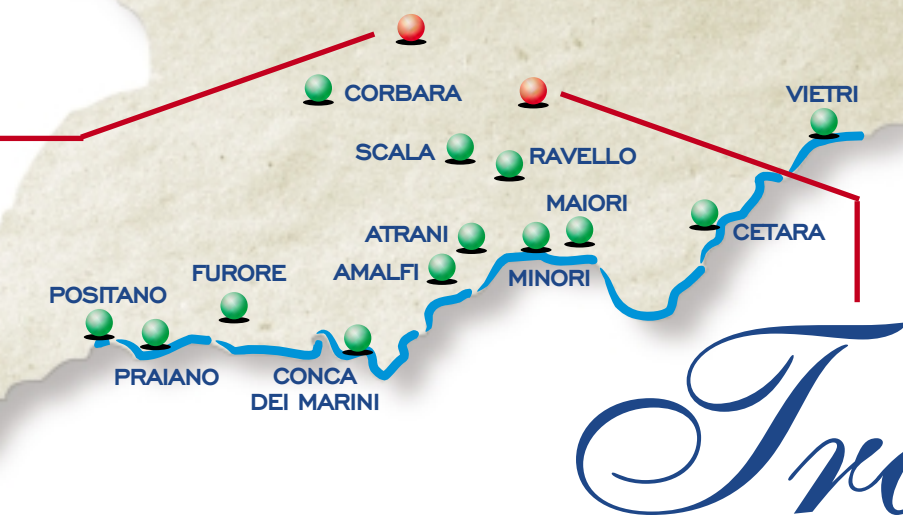 CORBARA
VIETRI
SCALA
RAVELLO
MAIORI
ATRANI
CETARA
AMALFI
MINORI
FURORE
POSITANO
PRAIANO
CONCA
DEI MARINI